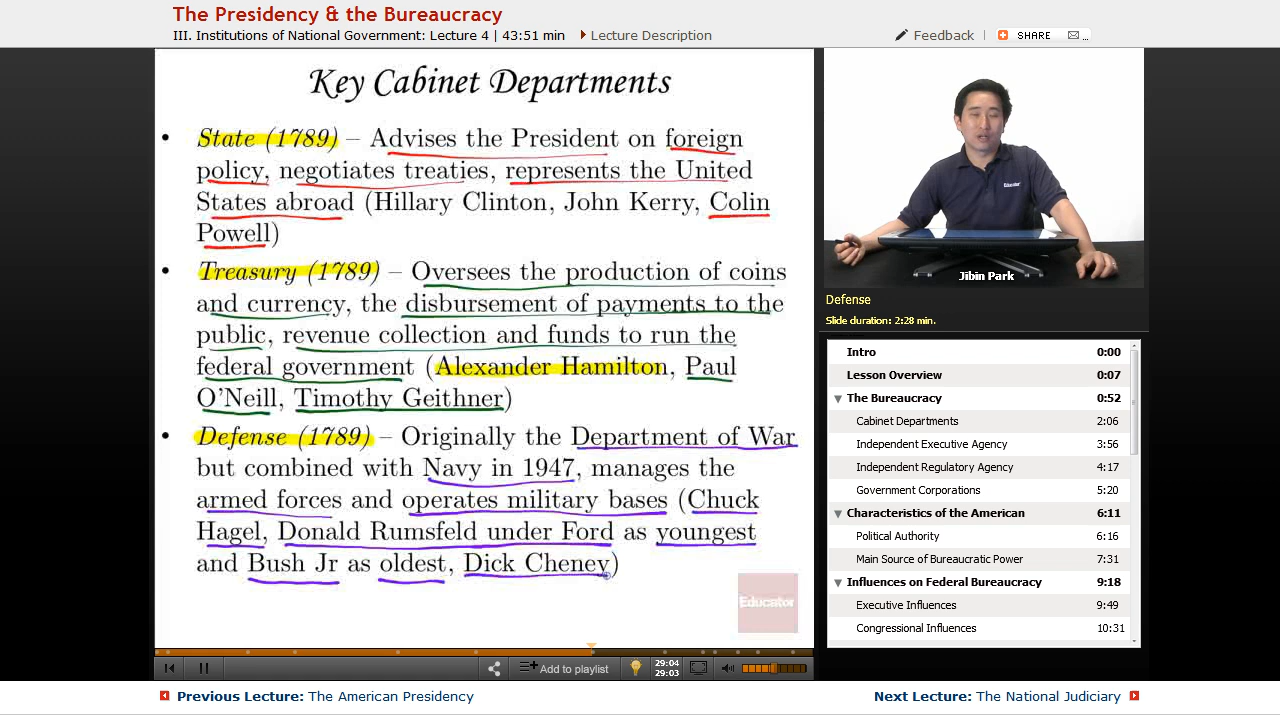 The Presidency & the Bureaucracy
III. Institutions of National Government: Lecture 4 | 43:51 min
Lecture Description
Feedback
SHARE
Key Cabinet Departments
• State (1789) – Advises the President on foreign
policy, negotiates treaties, represents the United
States abroad (Hillary Clinton, John Kerry, Colin
Powell)
• Treasury (1789) – Oversees the production of coins
and currency, the disbursement of payments to the
public, revenue collection and funds to run the
federal government (Alexander Hamilton, Paul
O'Neill, Timothy Geithner)
• Defense (1789) – Originally the Department of War
but combined with Navy in 1947, manages the
armed forces and operates military bases (Chuck
Hagel, Donald Rumsfeld under Ford as youngest
and Bush Jr as oldest, Dick Cheney)
Educator
Add to playlist
29:04
29:03
Educator
Jibin Park
Defense
Slide duration: 2:28 min.
Intro 0:00
Lesson Overview 0:07
The Bureaucracy 0:52
Cabinet Departments 2:06
Independent Executive Agency 3:56
Independent Regulatory Agency 4:17
Government Corporations 5:20
Characteristics of the American 6:11
Political Authority 6:16
Main Source of Bureaucratic Power 7:31
Influences on Federal Bureaucracy 9:18
Executive Influences 9:49
Congressional Influences 10:31
Previous Lecture: The American Presidency
Next Lecture: The National Judiciary